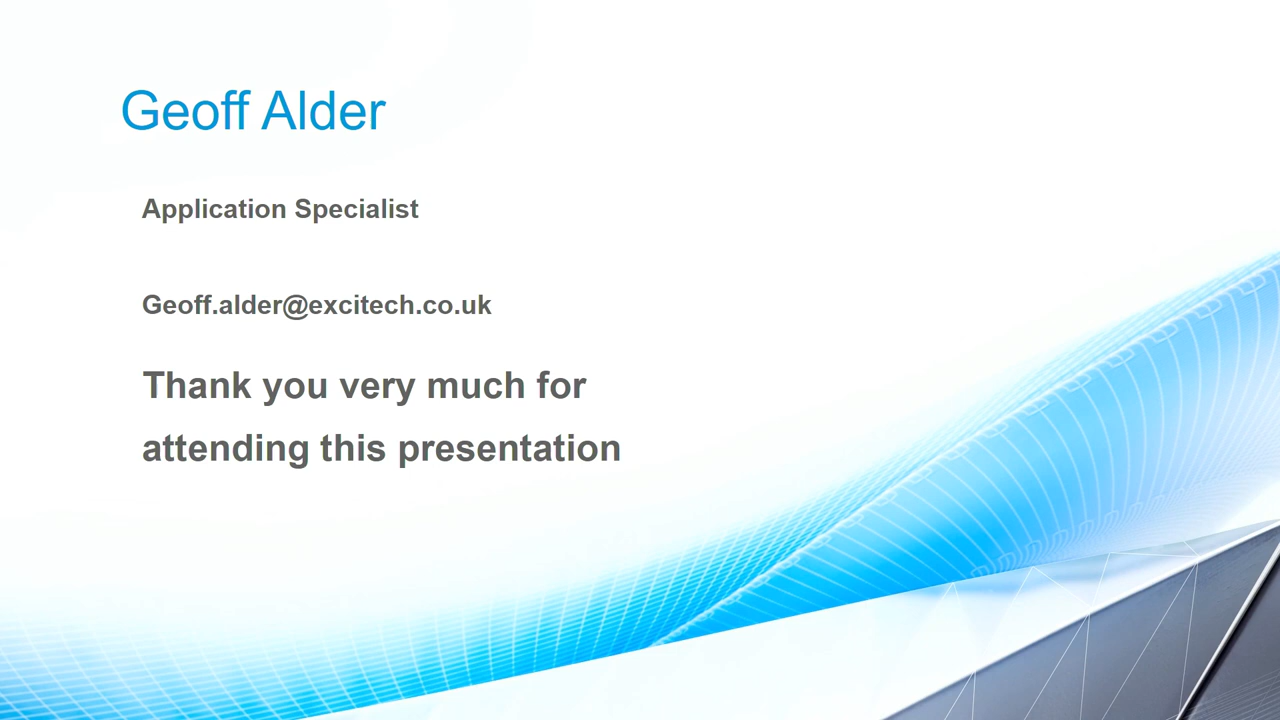 Geoff Alder
Application Specialist
Geoff.alder@excitech.co.uk
Thank you very much for
attending this presentation